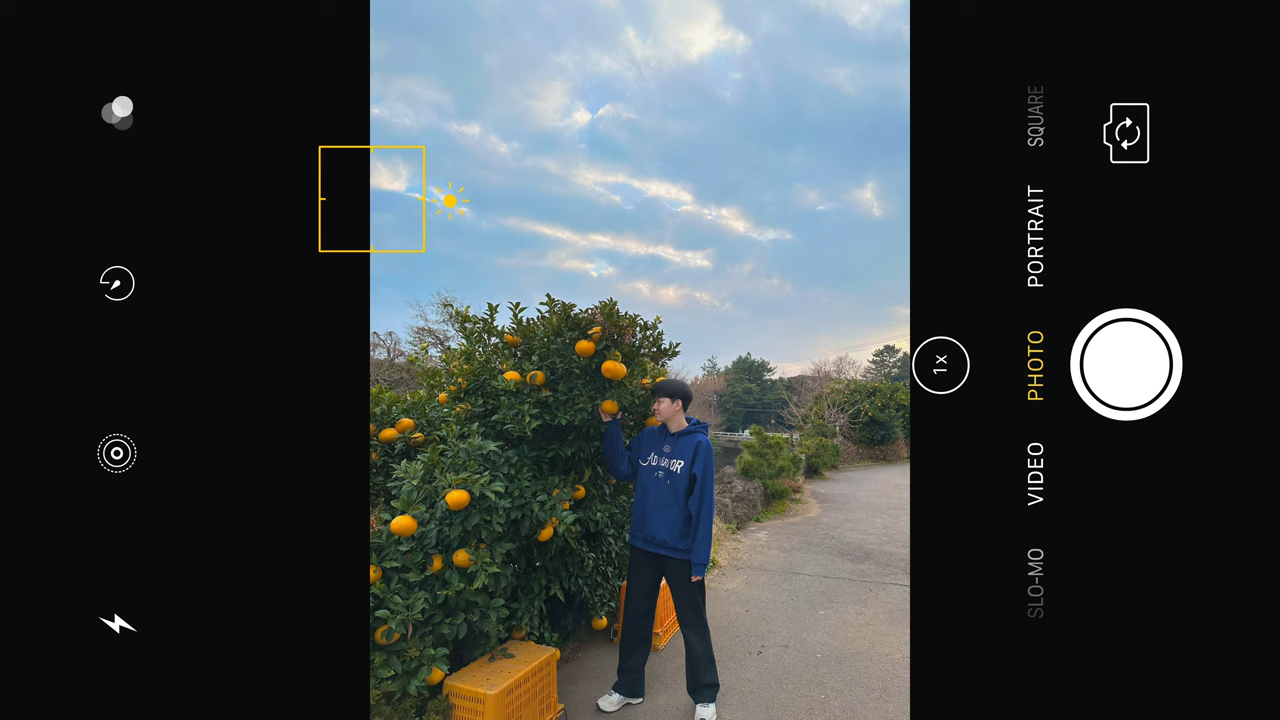 SQUARE
PORTRAIT
1x
PHOTO
VIDEO
SLO-MO